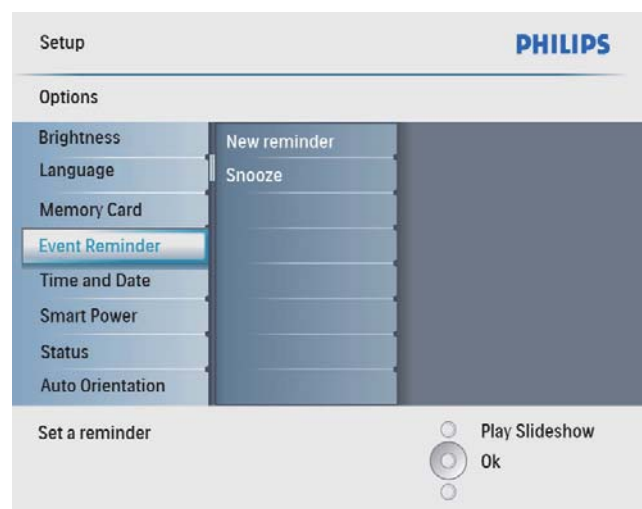 Setup
PHILIPS
Options
Brightness
Language
Memory Card
Event Reminder
Time and Date
Smart Power
Status
Auto Orientation
New reminder
Snooze
Set a reminder
Play Slideshow
Ok